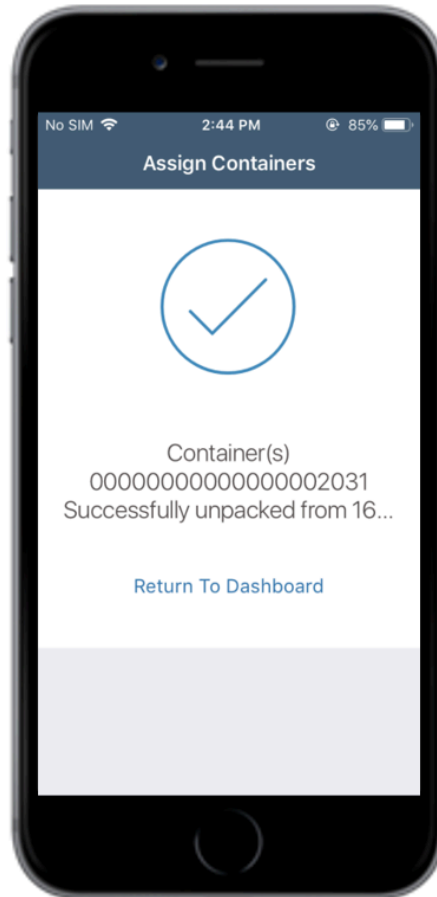 No SIM 2:44 PM 85%
Assign Containers
Container(s)
00000000000000002031
Successfully unpacked from 16...
Return To Dashboard